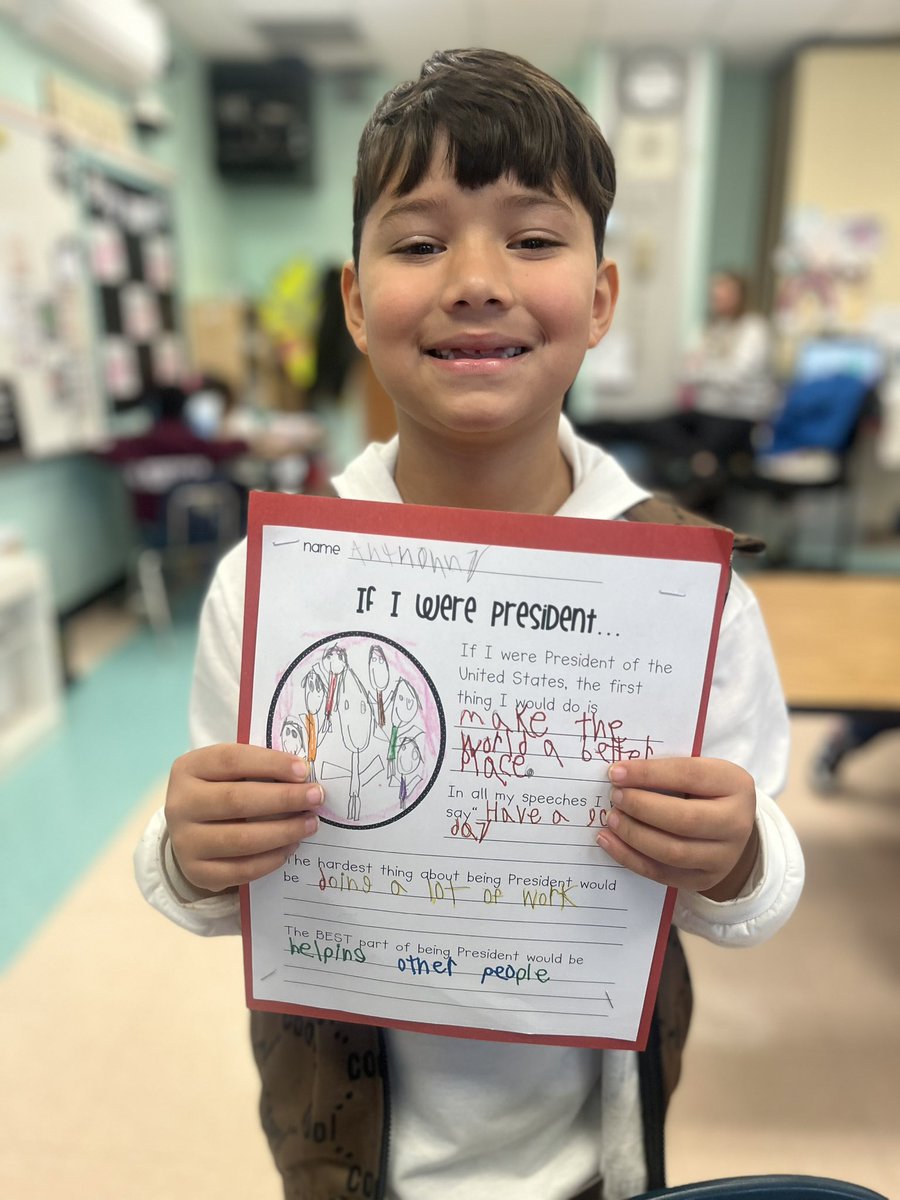 name Anthony
If I were President...
If I were President of the
United States, the first
thing I would do is
make the
world a better
place.
In all my speeches I
say "Have a
day
The hardest thing about being President would
be doing a lot of work
The BEST part of being President would be
helping other people